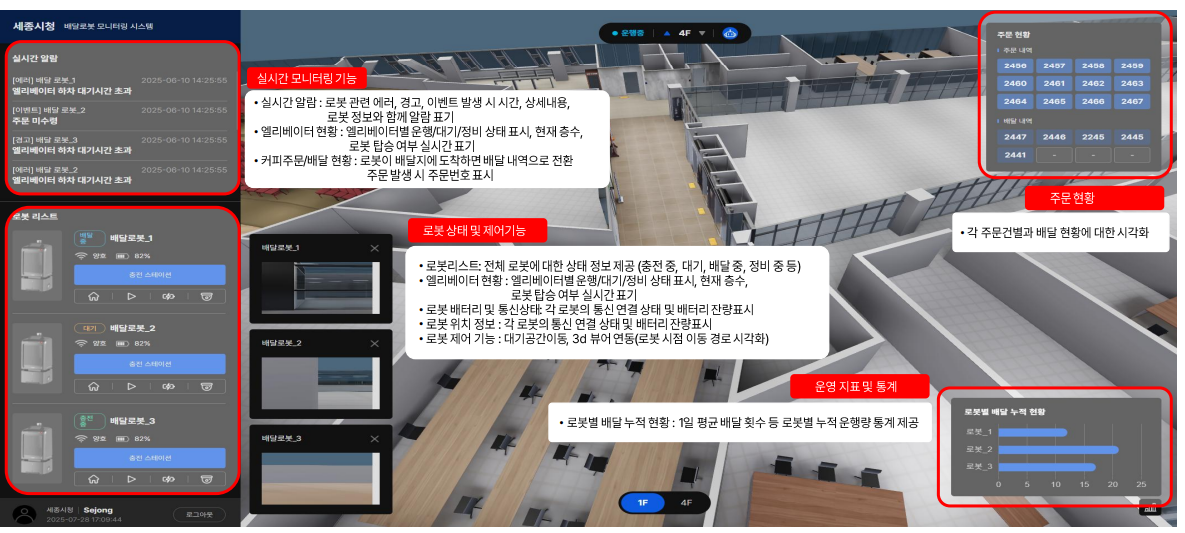 세종시청 배달로봇 모니터링 시스템
실시간 알람
[에러] 배달 로봇_1 2025-06-10 14:25:55
엘리베이터 하차 대기시간 초과
[이벤트] 배달 로봇_2 2025-06-10 14:25:55
주문 미수령
[경고] 배달 로봇_3 2025-06-10 14:25:55
엘리베이터 하차 대기시간 초과
[에러] 배달 로봇_2 2025-06-10 14:25:55
엘리베이터 하차 대기시간 초과
로봇 리스트
배달중 배달로봇_1
양호 82%
충전 스테이션
대기 배달로봇_2
양호 82%
충전 스테이션
충전중 배달로봇_3
양호 82%
충전 스테이션
세종시청 Sejong
2025-07-28 17:09:44
로그아웃
운행중 4F
실시간 모니터링 기능
• 실시간 알람 : 로봇 관련 에러, 경고, 이벤트 발생 시 시간, 상세내용,
로봇 정보와 함께 알람 표기
• 엘리베이터 현황 : 엘리베이터별 운행/대기/정비 상태 표시, 현재 층수,
로봇 탑승 여부 실시간 표기
• 커피주문/배달 현황 : 로봇이 배달지에 도착하면 배달 내역으로 전환
주문 발생 시 주문번호 표시
배달로봇_1
배달로봇_2
배달로봇_3
로봇 상태 및 제어기능
• 로봇리스트: 전체 로봇에 대한 상태 정보 제공 (충전 중, 대기, 배달 중, 정비 중 등)
• 엘리베이터 현황 : 엘리베이터별 운행/대기/정비 상태 표시, 현재 층수,
로봇 탑승 여부 실시간 표기
• 로봇 배터리 및 통신상태: 각 로봇의 통신 연결 상태 및 배터리 잔량표시
• 로봇 위치 정보 : 각 로봇의 통신 연결 상태 및 배터리 잔량표시
• 로봇 제어 기능 : 대기공간이동, 3d 뷰어 연동(로봇 시점 이동 경로 시각화)
주문 현황
주문 내역
2456 2457 2458 2459
2460 2461 2462 2463
2464 2465 2466 2467
배달 내역
2447 2446 2245 2445
2441 - - -
주문 현황
• 각 주문건별과 배달 현황에 대한 시각화
운영 지표 및 통계
• 로봇별 배달 누적 현황 : 1일 평균 배달 횟수 등 로봇별 누적 운행량 통계 제공
로봇별 배달 누적 현황
로봇_1
로봇_2
로봇_3
0 5 10 15 20 25
1F 4F